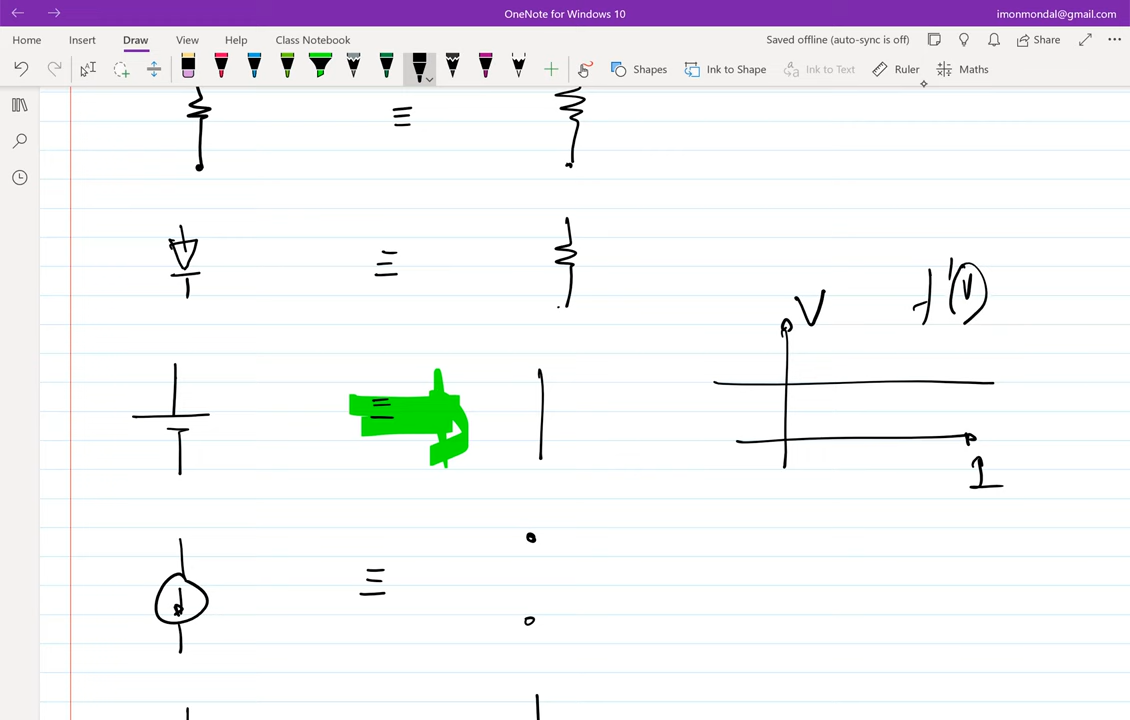 OneNote for Windows 10
imonmondal@gmail.com
Home Insert Draw View Help Class Notebook
Saved offline (auto-sync is off) Share
Shapes Ink to Shape Ink to Text Ruler Maths
≡
≡
V f'(V)
≡
I
≡